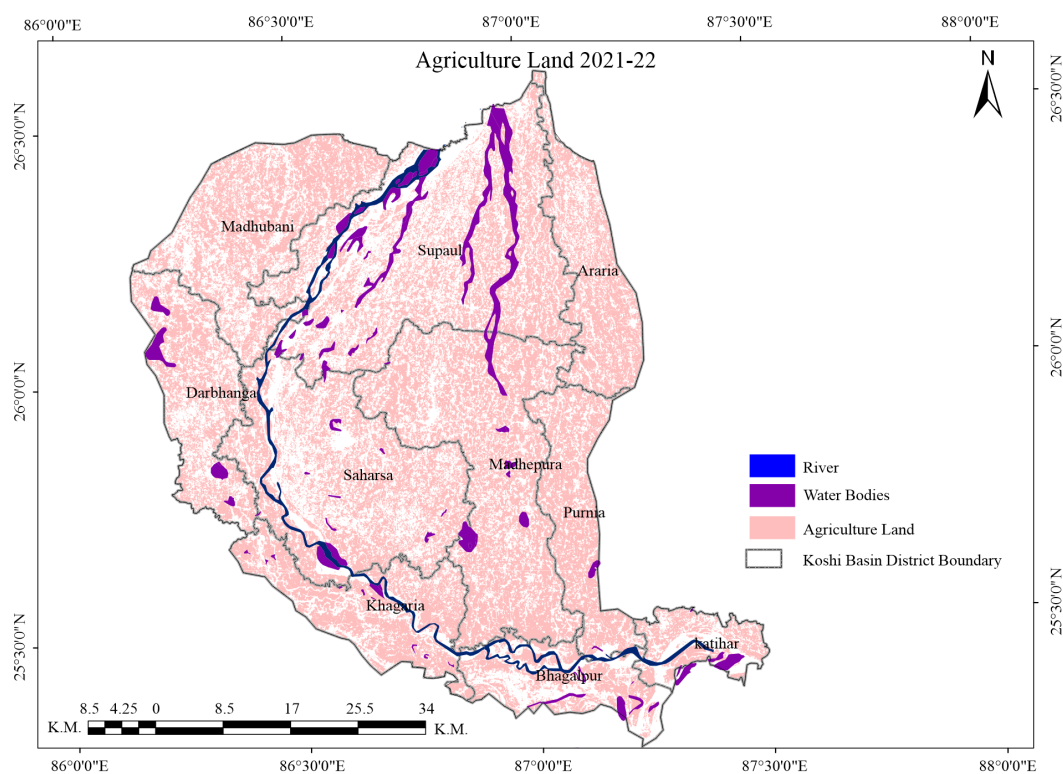 86°0'0"E 86°30'0"E 87°0'0"E 87°30'0"E 88°0'0"E
Agriculture Land 2021-22
N
26°30'0"N
26°30'0"N
Madhubani
Supaul
Araria
26°0'0"N
26°0'0"N
Darbhanga
Saharsa
Madhepura
River
Water Bodies
Purnia
Agriculture Land
Koshi Basin District Boundary
Khagaria
25°30'0"N
25°30'0"N
katihar
Bhagalpur
8.5 4.25 0 8.5 17 25.5 34
K.M. K.M.
86°0'0"E 86°30'0"E 87°0'0"E 87°30'0"E 88°0'0"E